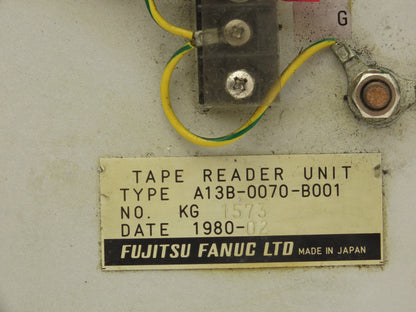 G
TAPE READER UNIT
TYPE A13B-0070-B001
NO. KG 1573
DATE 1980-02
FUJITSU FANUC LTD MADE IN JAPAN